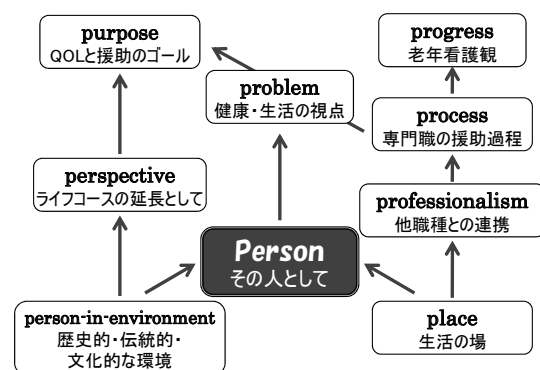 purpose
QOLと援助のゴール
progress
老年看護観
problem
健康・生活の視点
process
専門職の援助過程
perspective
ライフコースの延長として
professionalism
他職種との連携
Person
その人として
person-in-environment
歴史的・伝統的・
文化的な環境
place
生活の場